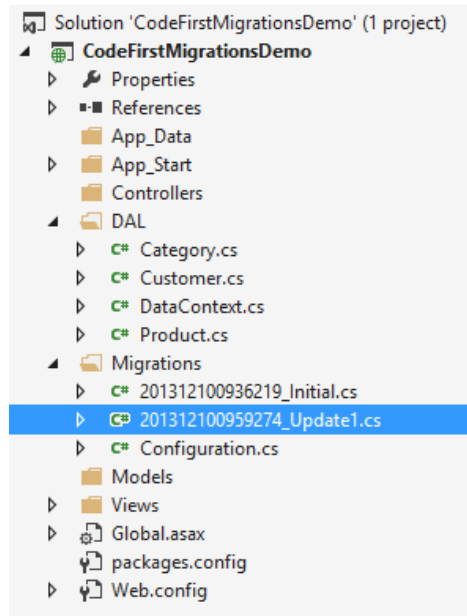 Solution 'CodeFirstMigrationsDemo' (1 project)
CodeFirstMigrationsDemo
Properties
References
App_Data
App_Start
Controllers
DAL
C# Category.cs
C# Customer.cs
C# DataContext.cs
C# Product.cs
Migrations
C# 201312100936219_Initial.cs
C# 201312100959274_Update1.cs
C# Configuration.cs
Models
Views
Global.asax
packages.config
Web.config